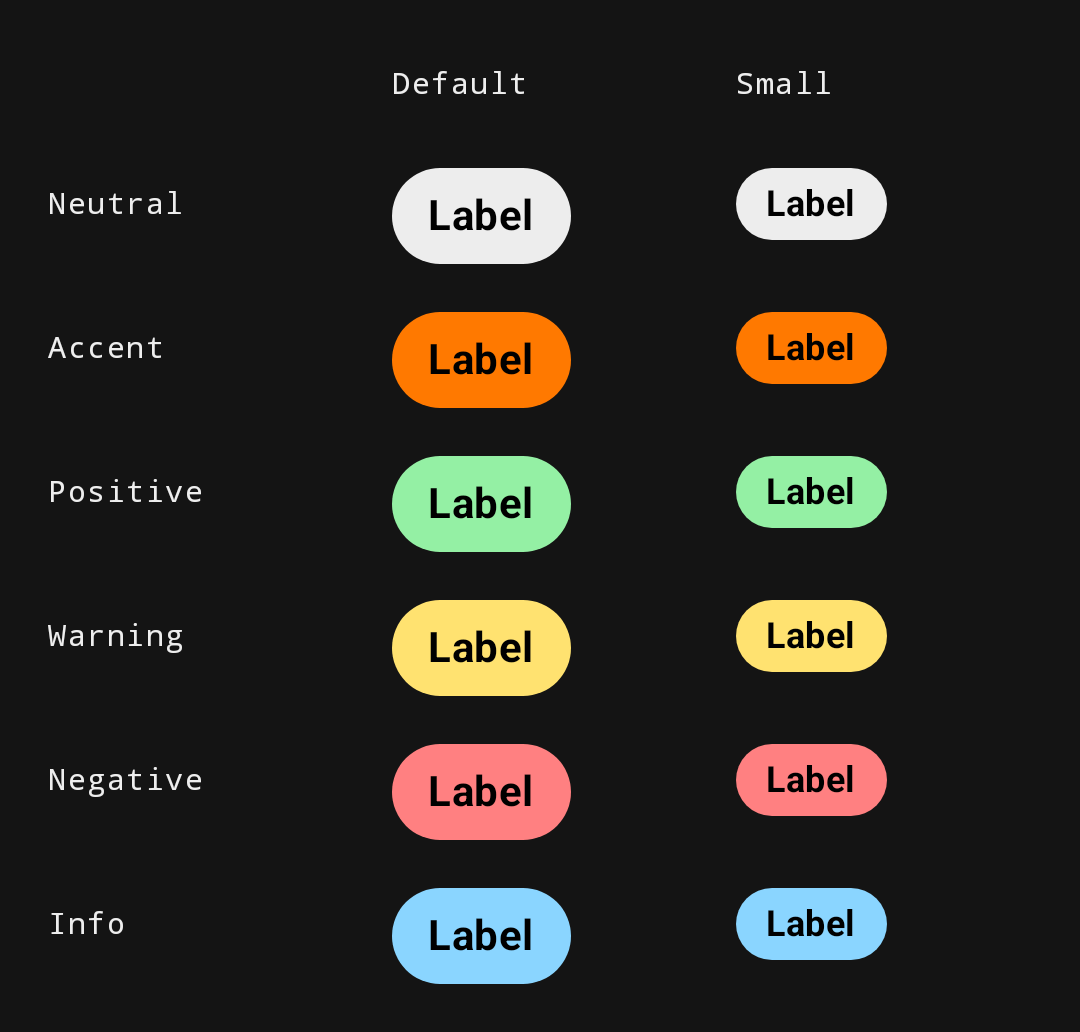 Default Small
Neutral Label Label
Accent Label Label
Positive Label Label
Warning Label Label
Negative Label Label
Info Label Label